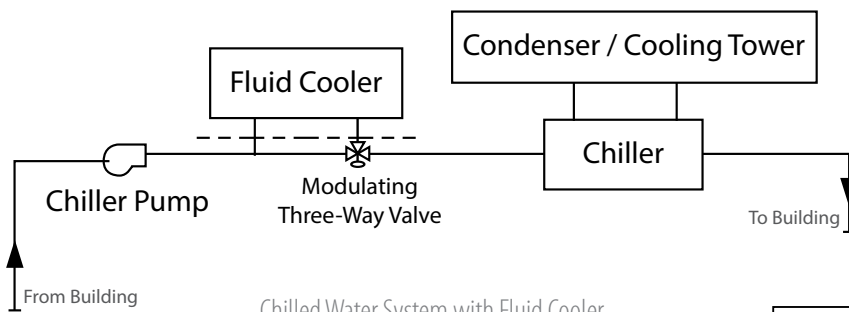 Condenser / Cooling Tower
Fluid Cooler
Chiller
Modulating
Three-Way Valve
Chiller Pump
To Building
From Building
Chilled Water System with Fluid Cooler